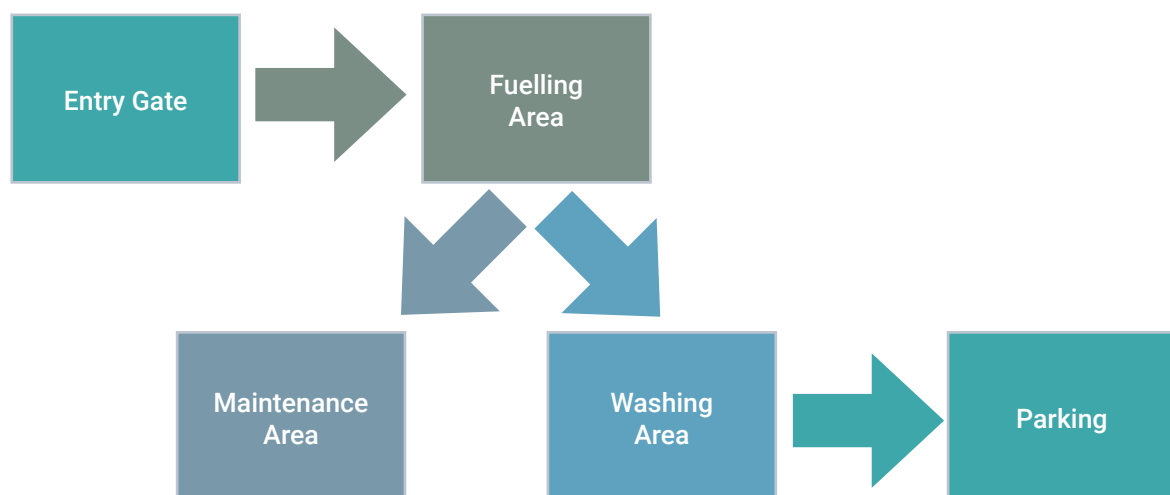 Entry Gate
Fuelling
Area
Maintenance
Area
Washing
Area
Parking